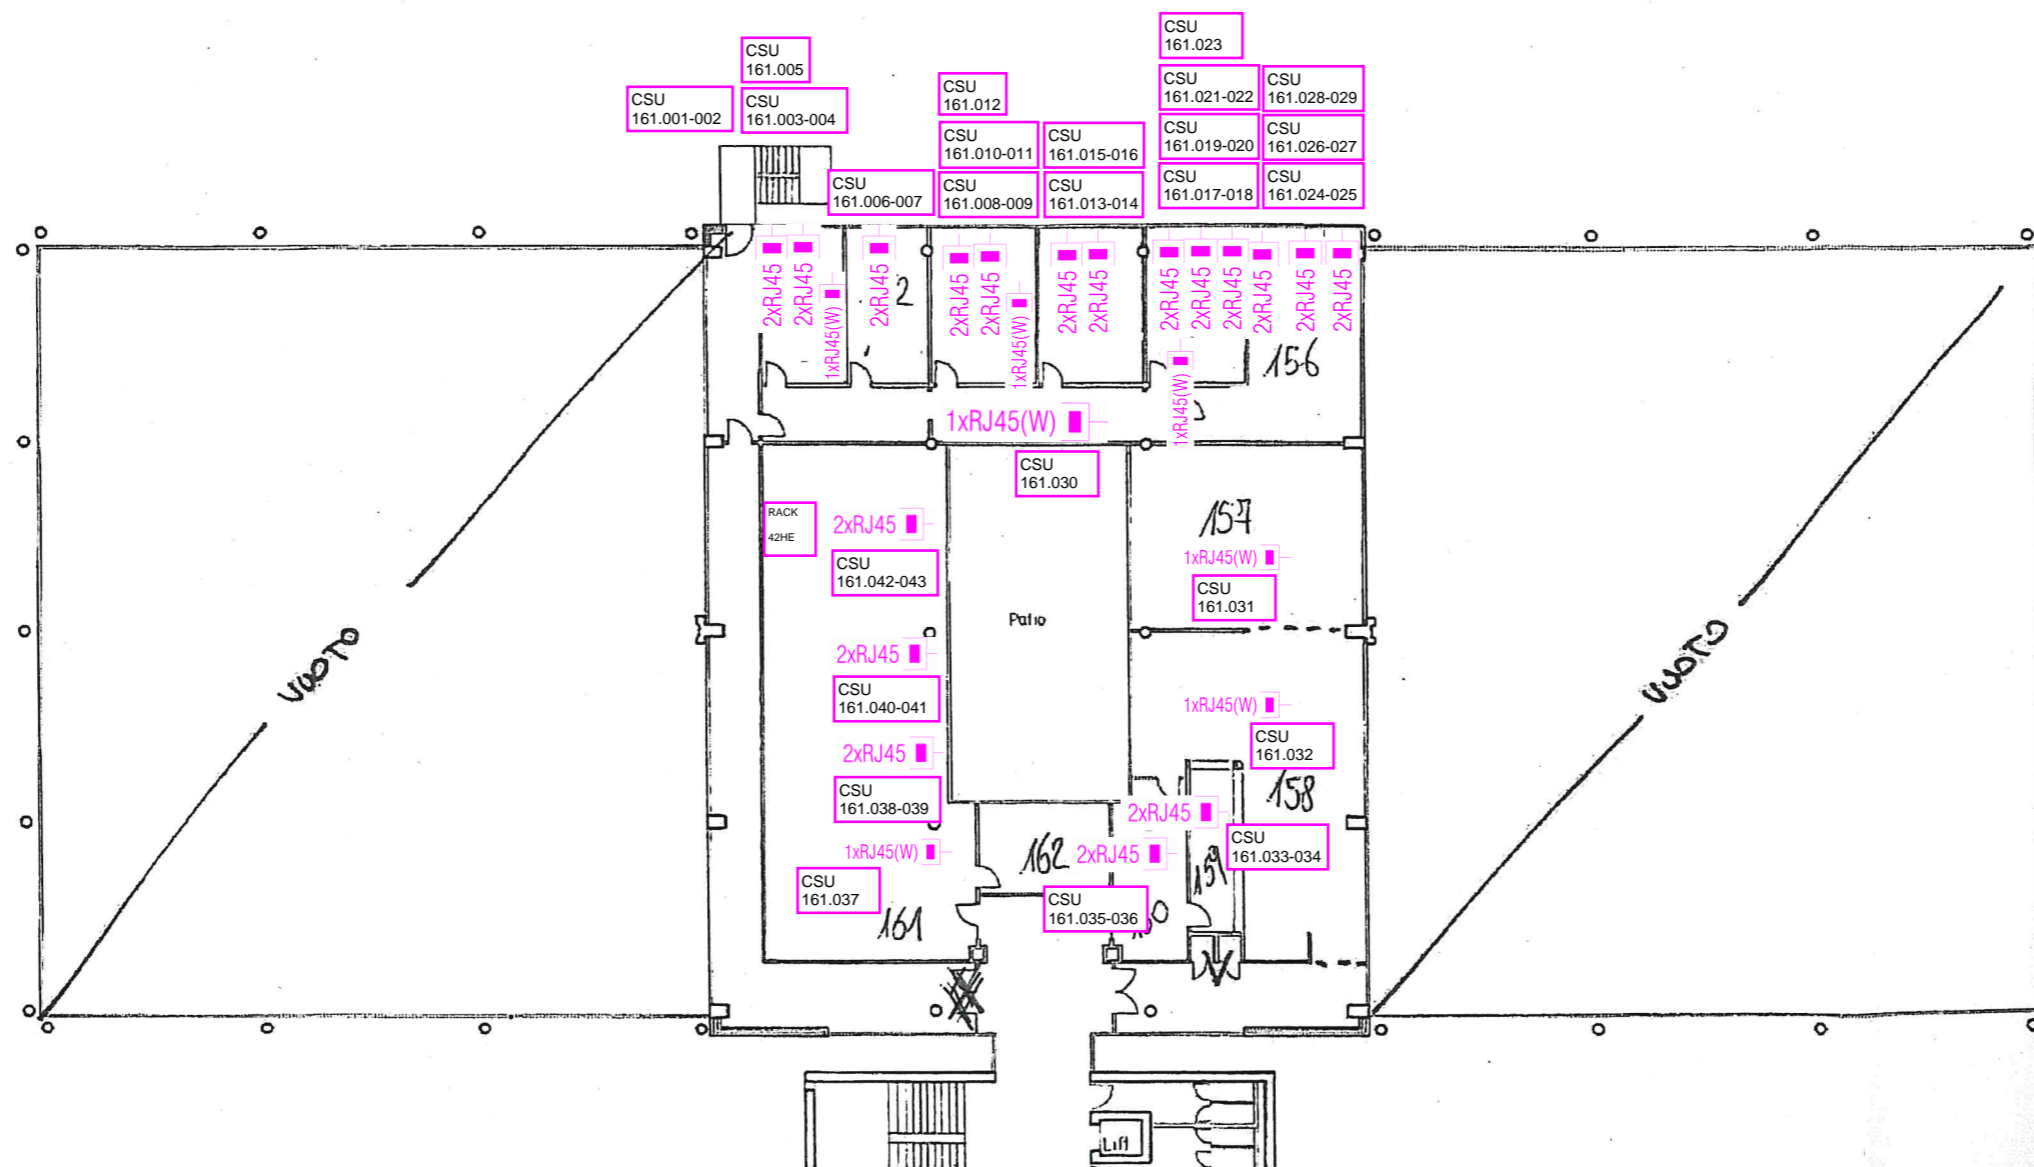 CSU
161.023
CSU
161.005
CSU
161.021-022
CSU
161.028-029
CSU
161.012
CSU
161.001-002
CSU
161.003-004
CSU
161.010-011
CSU
161.015-016
CSU
161.019-020
CSU
161.026-027
CSU
161.006-007
CSU
161.008-009
CSU
161.013-014
CSU
161.017-018
CSU
161.024-025
2xRJ45
2xRJ45
1xRJ45(W)
2xRJ45
2
2xRJ45
2xRJ45
1xRJ45(W)
2xRJ45
2xRJ45
2xRJ45
2xRJ45
2xRJ45
2xRJ45
2xRJ45
2xRJ45
1xRJ45(W)
156
1xRJ45(W)
CSU
161.030
RACK
42HE
2xRJ45
CSU
161.042-043
157
1xRJ45(W)
CSU
161.031
Patio
VUOTO
VUOTO
2xRJ45
CSU
161.040-041
1xRJ45(W)
CSU
161.032
2xRJ45
CSU
161.038-039
158
2xRJ45
CSU
161.033-034
1xRJ45(W)
162
2xRJ45
159
CSU
161.037
CSU
161.035-036
161
Lift